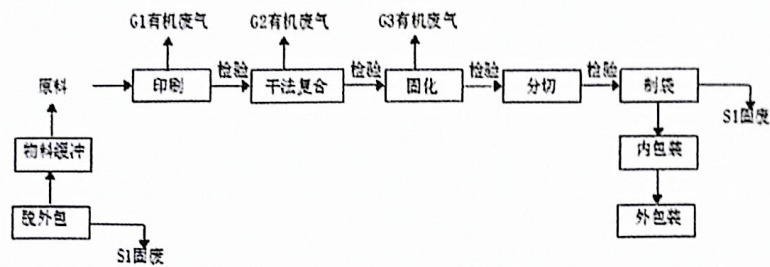 G1有机废气 G2有机废气 G3有机废气
原料 印刷 检验 干法复合 检验 固化 检验 分切 检验 制袋
S1固废
物料缓冲 内包装
脱外包 外包装
S1固废